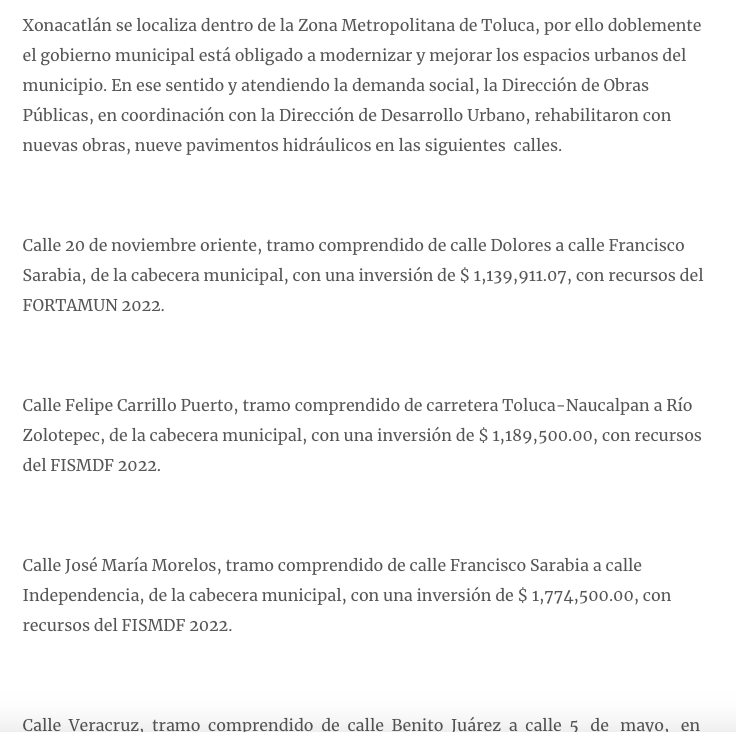 Xonacatlán se localiza dentro de la Zona Metropolitana de Toluca, por ello doblemente
el gobierno municipal está obligado a modernizar y mejorar los espacios urbanos del
municipio. En ese sentido y atendiendo la demanda social, la Dirección de Obras
Públicas, en coordinación con la Dirección de Desarrollo Urbano, rehabilitaron con
nuevas obras, nueve pavimentos hidráulicos en las siguientes  calles.
Calle 20 de noviembre oriente, tramo comprendido de calle Dolores a calle Francisco
Sarabia, de la cabecera municipal, con una inversión de $ 1,139,911.07, con recursos del
FORTAMUN 2022.
Calle Felipe Carrillo Puerto, tramo comprendido de carretera Toluca-Naucalpan a Río
Zolotepec, de la cabecera municipal, con una inversión de $ 1,189,500.00, con recursos
del FISMDF 2022.
Calle José María Morelos, tramo comprendido de calle Francisco Sarabia a calle
Independencia, de la cabecera municipal, con una inversión de $ 1,774,500.00, con
recursos del FISMDF 2022.
Calle Veracruz, tramo comprendido de calle Benito Juárez a calle 5 de mayo, en